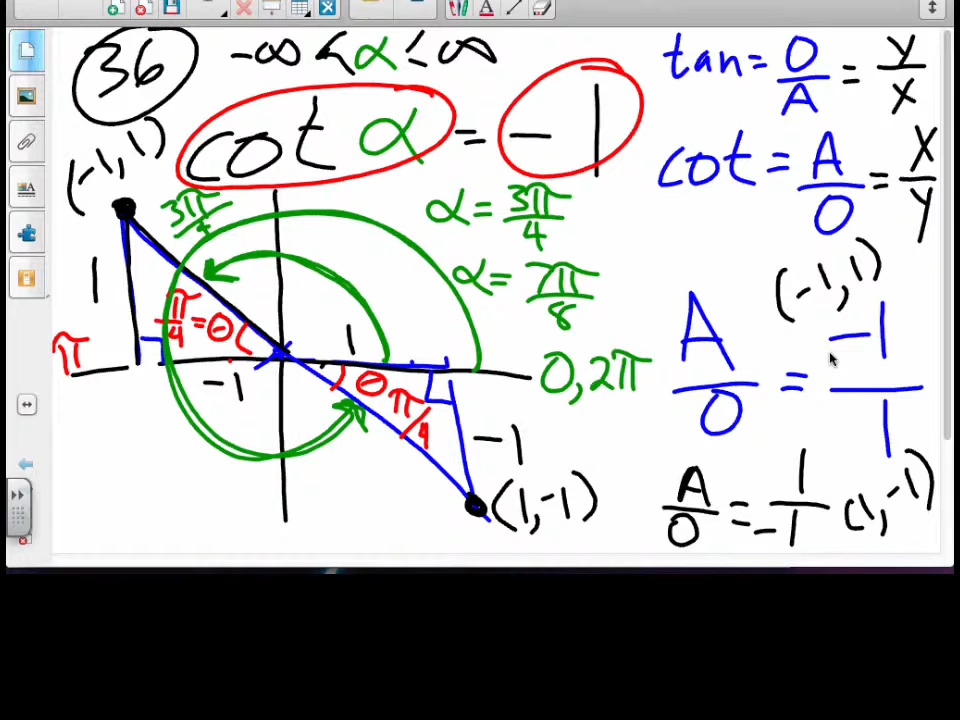 36
-∞ < α ≤ ∞
cot α = -1
tan = O/A = y/x
cot = A/O = x/y
(-1, 1)
3π/4
α = 3π/4
α = 7π/8
0, 2π
1
π
π/4 = θ
-1
1
θ
π/4
-1
(1, -1)
(-1, 1)
A/O = -1/1
A/O = 1/-1 (1, -1)